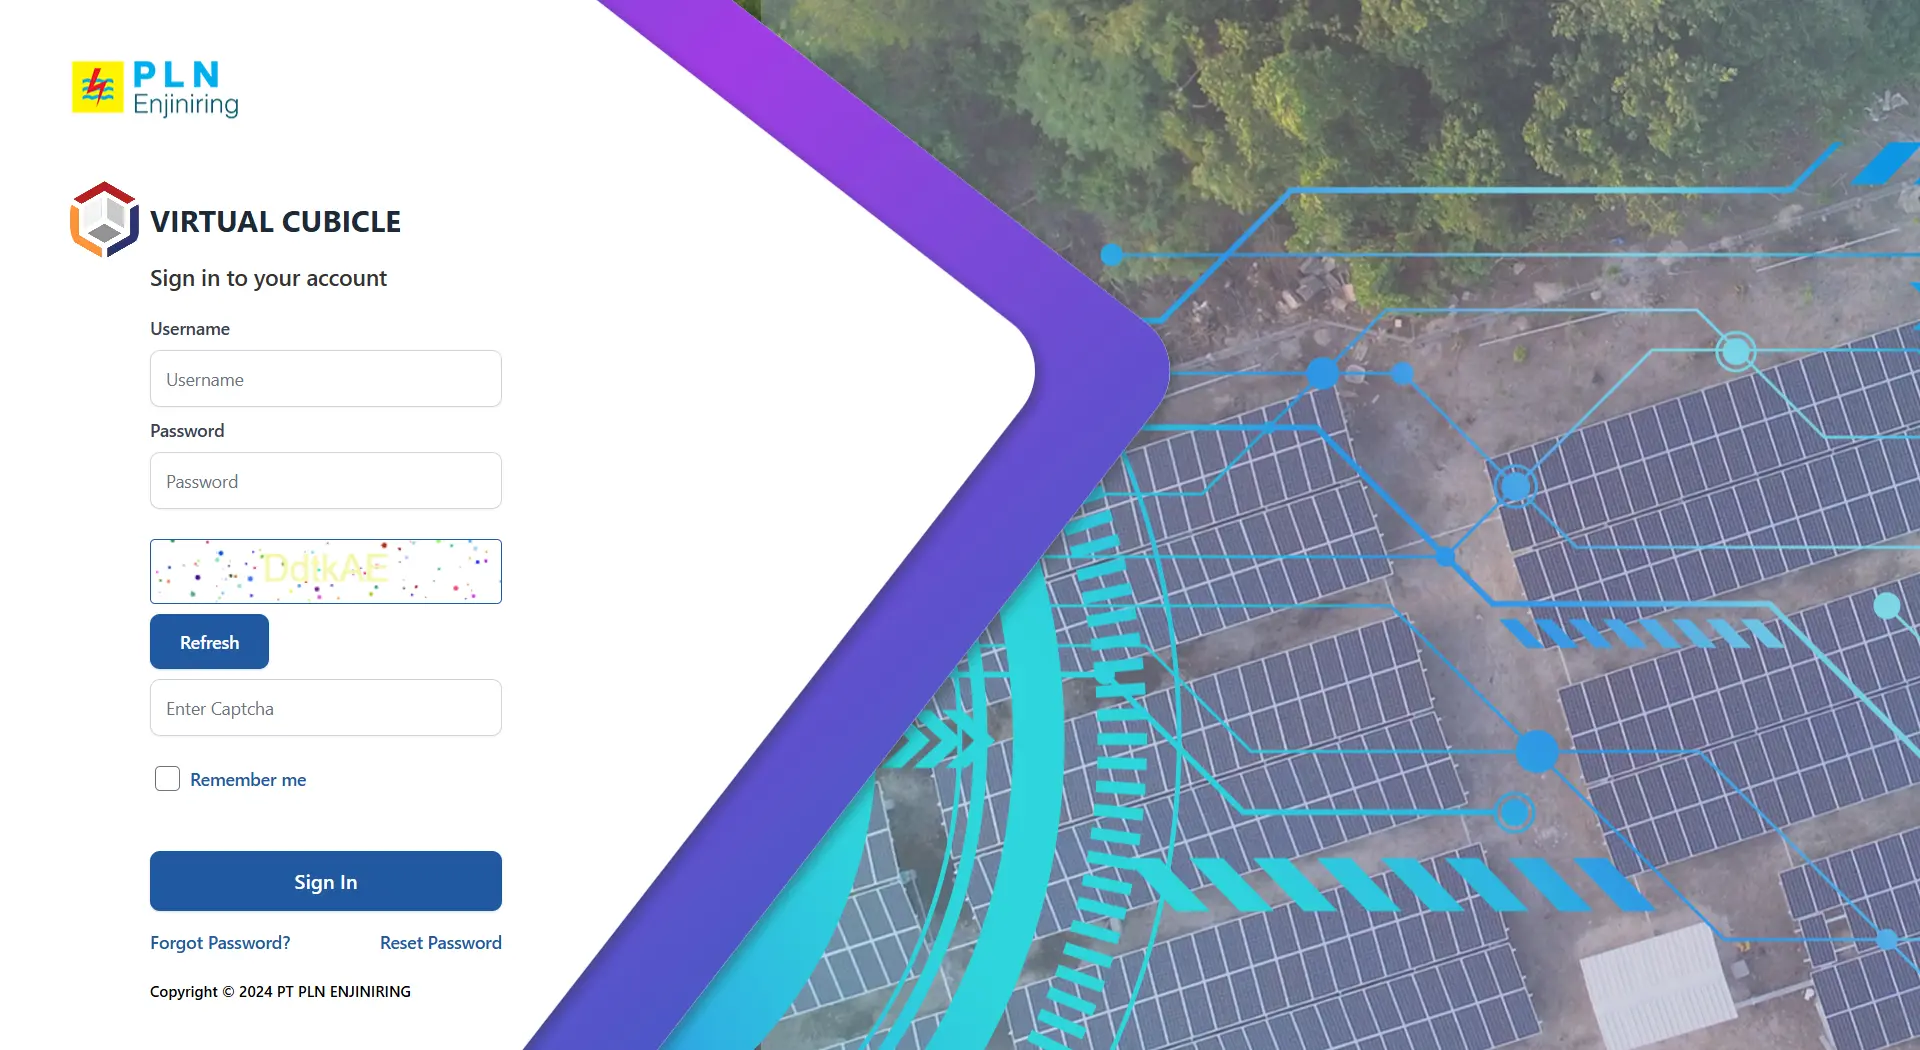 PLN
Enjiniring
VIRTUAL CUBICLE
Sign in to your account
Username
Username
Password
Password
Refresh
Enter Captcha
Remember me
Sign In
Forgot Password? Reset Password
Copyright © 2024 PT PLN ENJINIRING